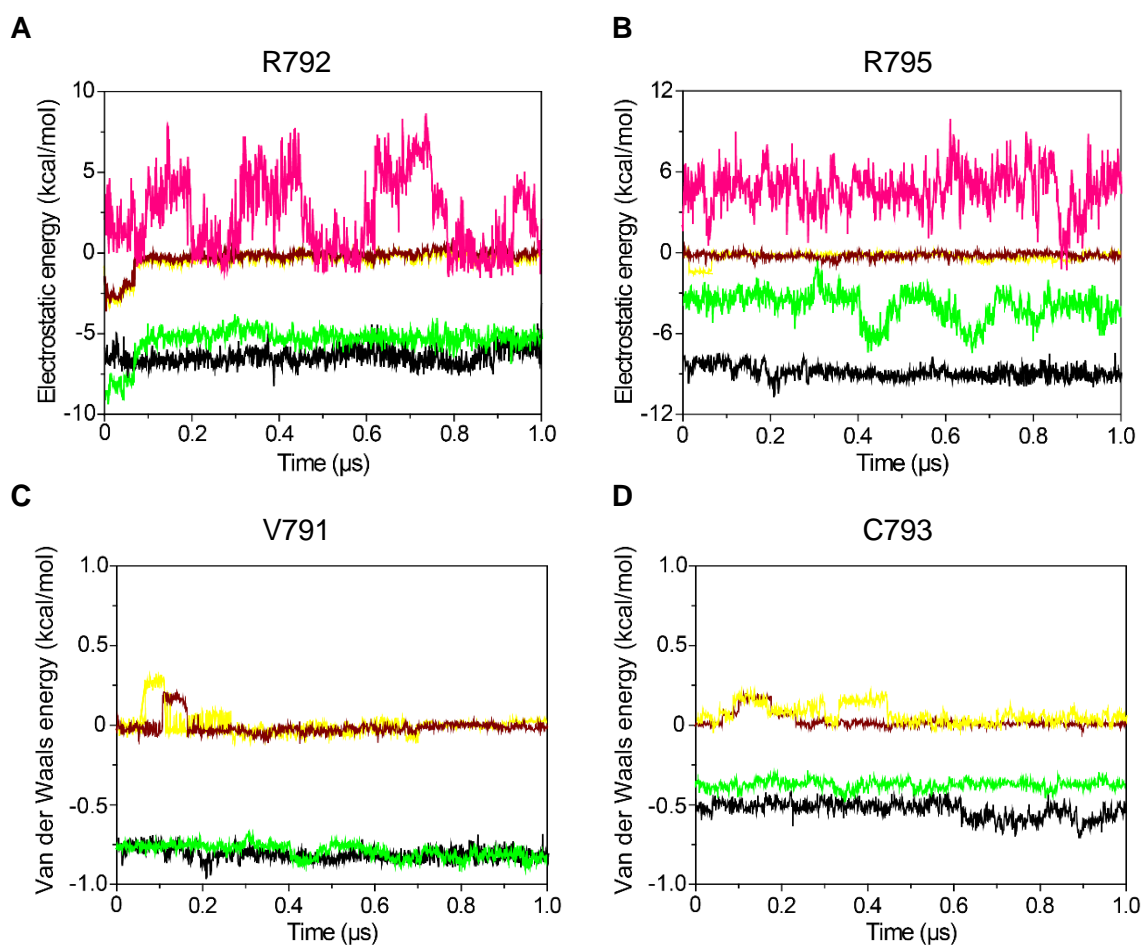 A
R792
Electrostatic energy (kcal/mol)
10
5
0
-5
-10
0
0.2
0.4
0.6
0.8
1.0
Time (µs)
B
R795
Electrostatic energy (kcal/mol)
12
6
0
-6
-12
0
0.2
0.4
0.6
0.8
1.0
Time (µs)
C
V791
Van der Waals energy (kcal/mol)
1.0
0.5
0
-0.5
-1.0
0
0.2
0.4
0.6
0.8
1.0
Time (µs)
D
C793
Van der Waals energy (kcal/mol)
1.0
0.5
0
-0.5
-1.0
0
0.2
0.4
0.6
0.8
1.0
Time (µs)